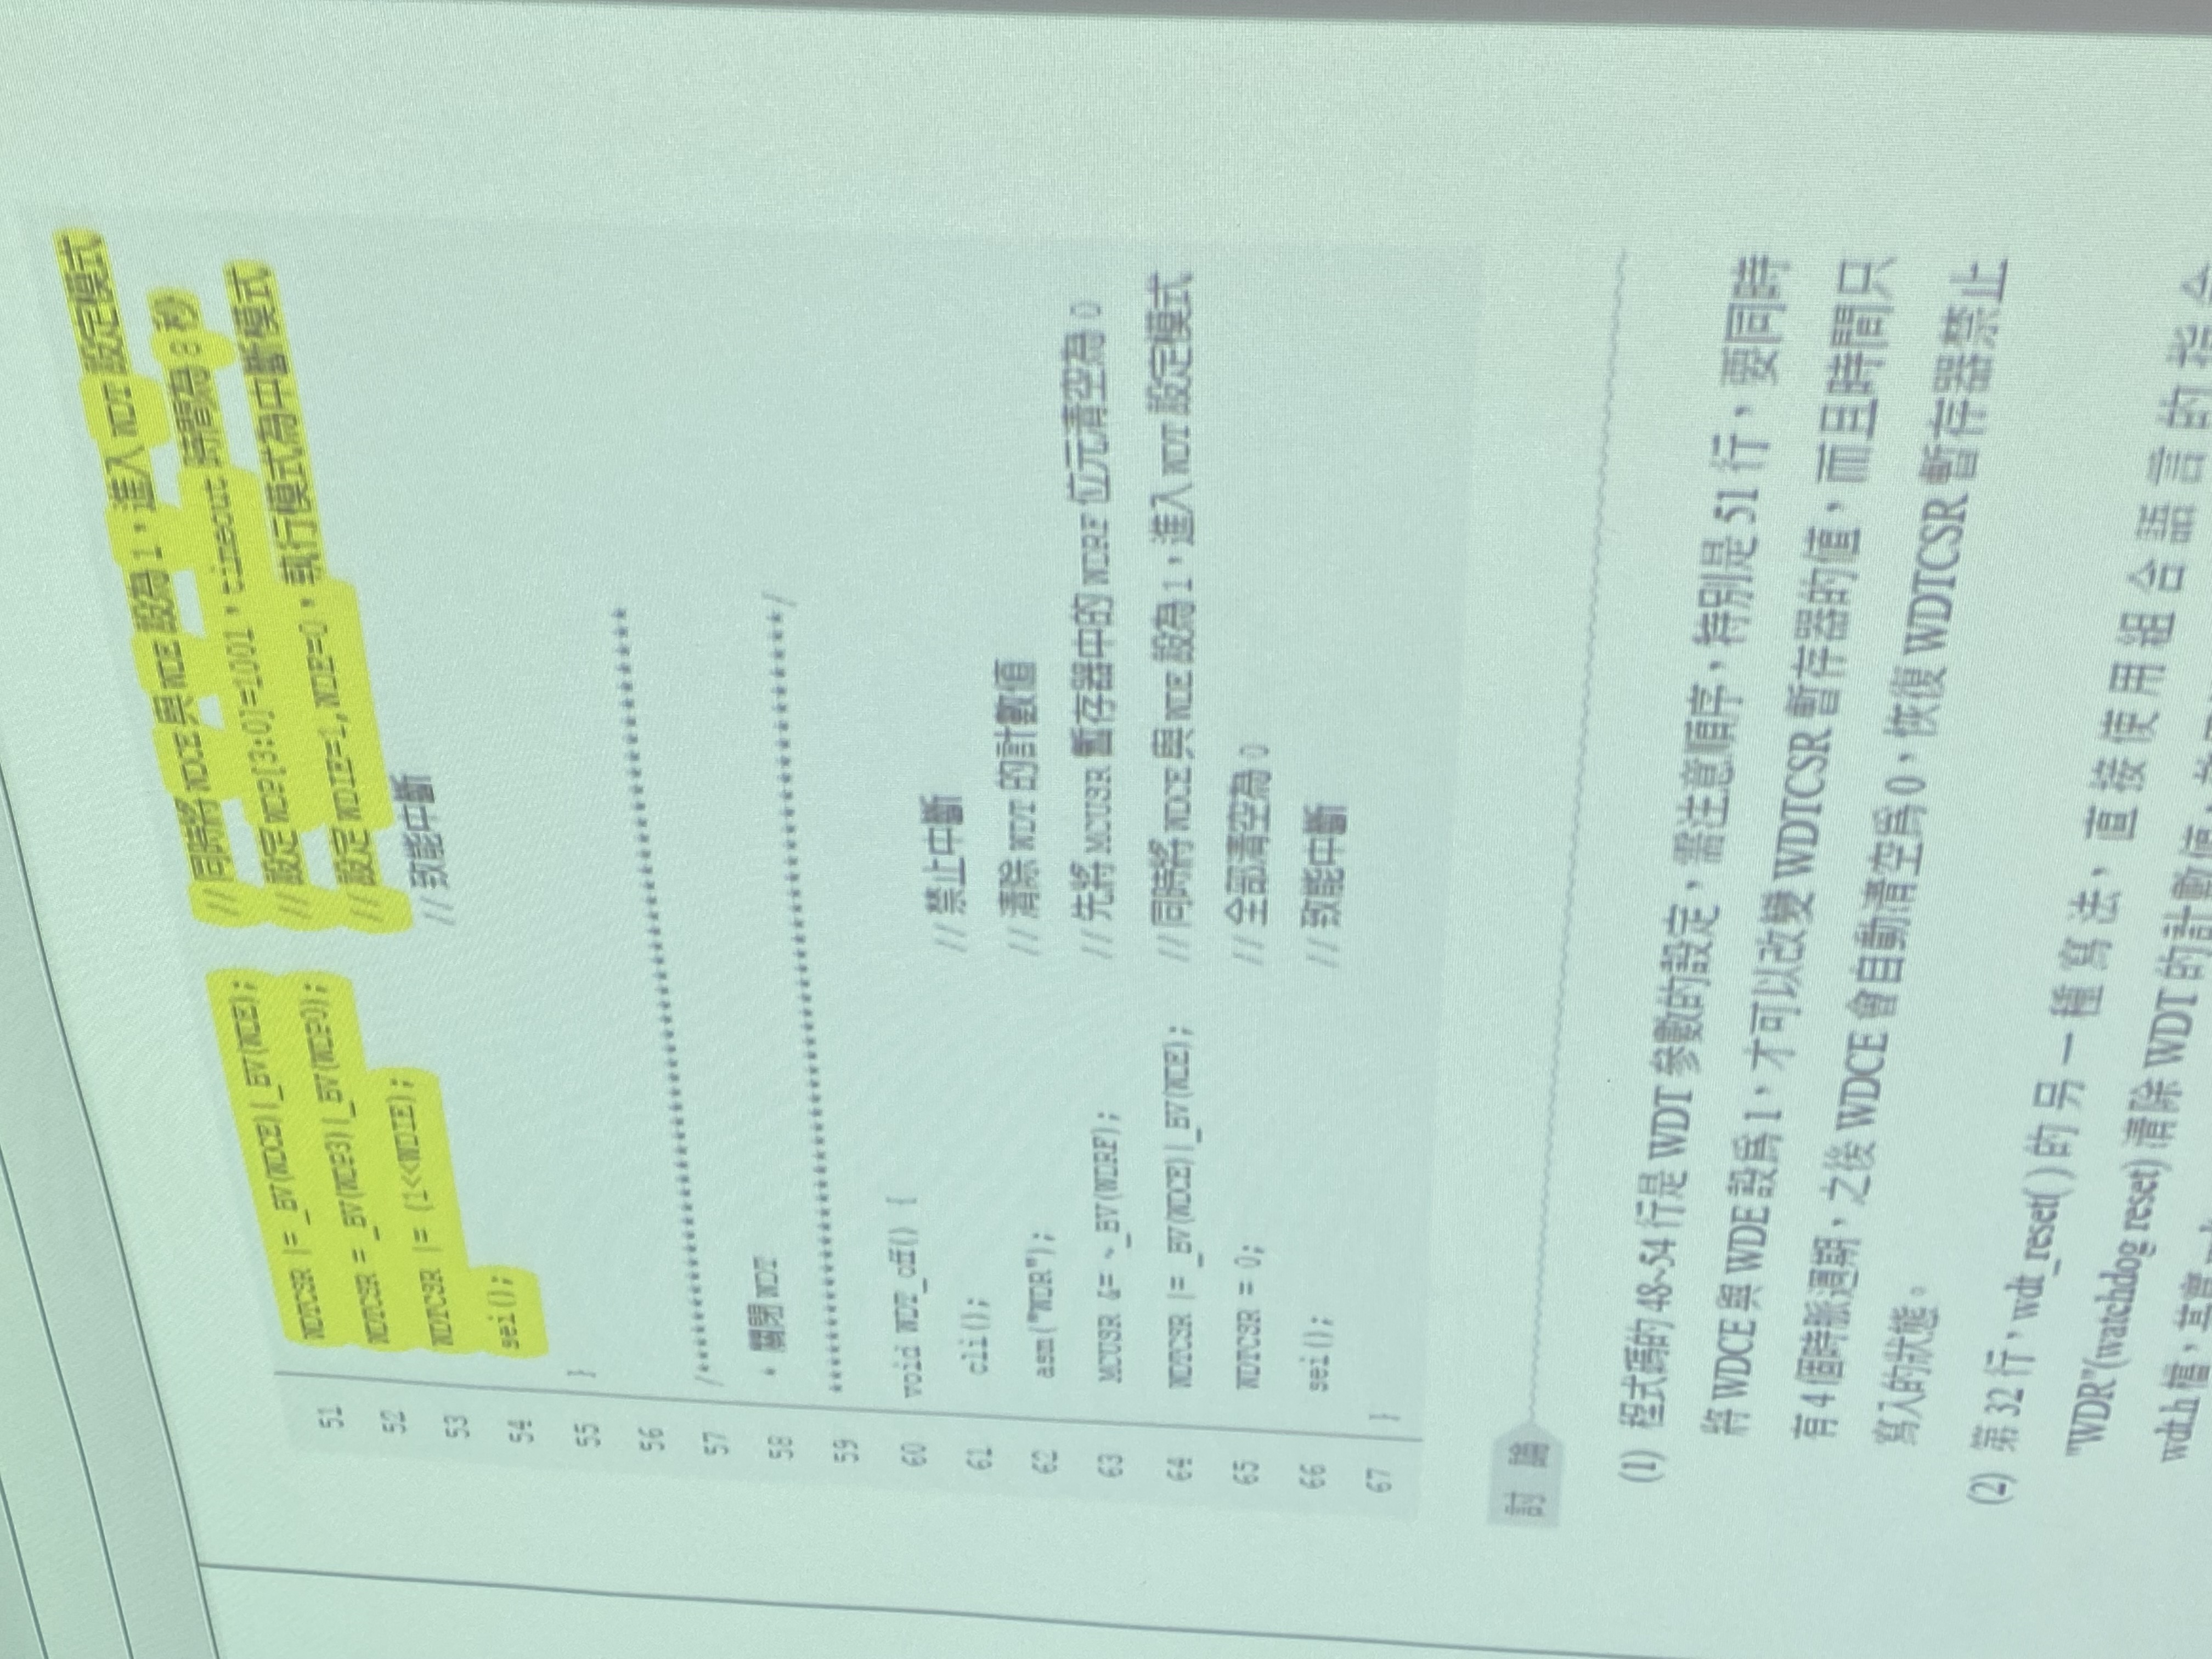 51 WDTCSR |= _BV(WDCE)|_BV(WDE); // 同時將 WDCE 與 WDE 設為 1，進入 WDT 設定模式
52 WDTCSR = _BV(WDP3)|_BV(WDP0); // 設定 WDP[3:0]=1001，timeout 時間為 8 秒
53 WDTCSR |= (1<<WDIE); // 設定 WDIE=1,WDE=0，執行模式為中斷模式
54 sei(); // 致能中斷
55 }
56
57 /************************************************************
58 * 關閉 WDT
59 ************************************************************/
60 void WDT_off() {
61 cli(); // 禁止中斷
62 asm("WDR"); // 清除 WDT 的計數值
63 MCUSR &= ~_BV(WDRF); // 先將 MCUSR 暫存器中的 WDRF 位元清空為 0
64 WDTCSR |= _BV(WDCE)|_BV(WDE); // 同時將 WDCE 與 WDE 設為 1，進入 WDT 設定模式
65 WDTCSR = 0; // 全部清空為 0
66 sei(); // 致能中斷
67 }
討 論
(1) 程式碼的 48~54 行是 WDT 參數的設定，需注意順序，特別是 51 行，要同時
將 WDCE 與 WDE 設爲 1，才可以改變 WDTCSR 暫存器的值，而且時間只
有 4 個時脈週期，之後 WDCE 會自動清空爲 0，恢復 WDTCSR 暫存器禁止
寫入的狀態。
(2) 第 32 行，wdt_reset( ) 的另一種寫法，直接使用組合語言的指令
"WDR"(watchdog reset) 清除 WDT 的計數值，
wdt.h 檔，其實